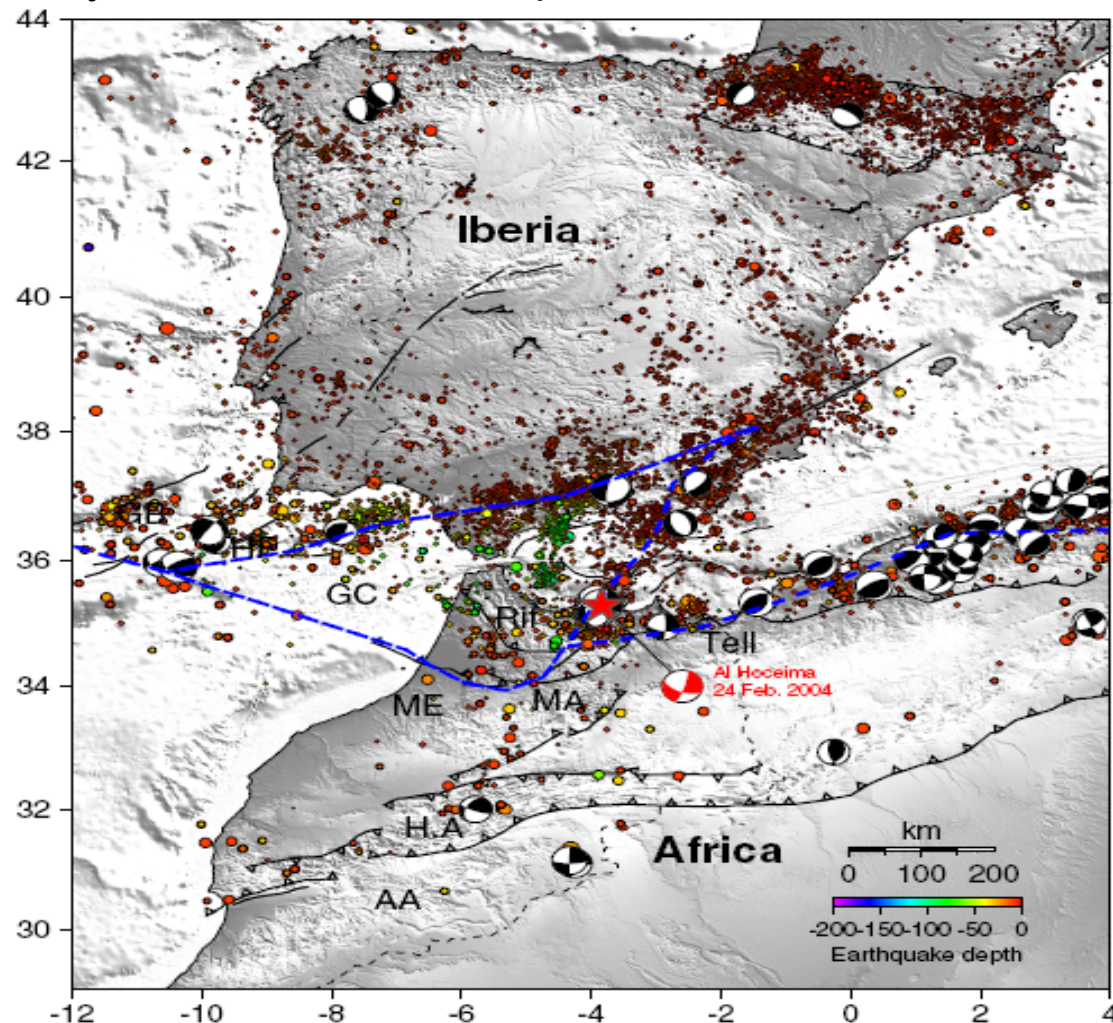 44
42
40
38
36
34
32
30
Iberia
GB
HP
GC
Rif
Tell
Al Hoceima
24 Feb. 2004
ME
MA
H.A
Africa
AA
km
0 100 200
-200-150-100 -50 0
Earthquake depth
-12 -10 -8 -6 -4 -2 0 2 4